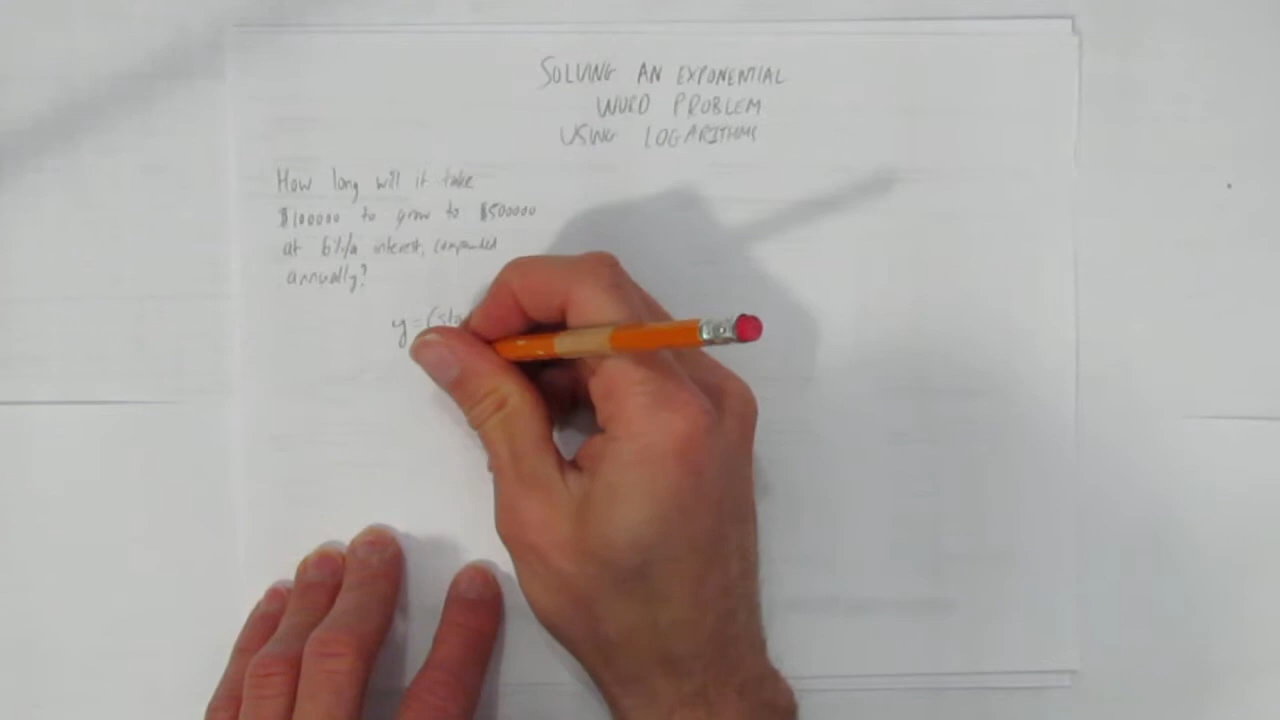 SOLVING AN EXPONENTIAL
WORD PROBLEM
USING LOGARITHMS
How long will it take
$100000 to grow to $500000
at 6%/a interest, compounded
annually?
y=(sta